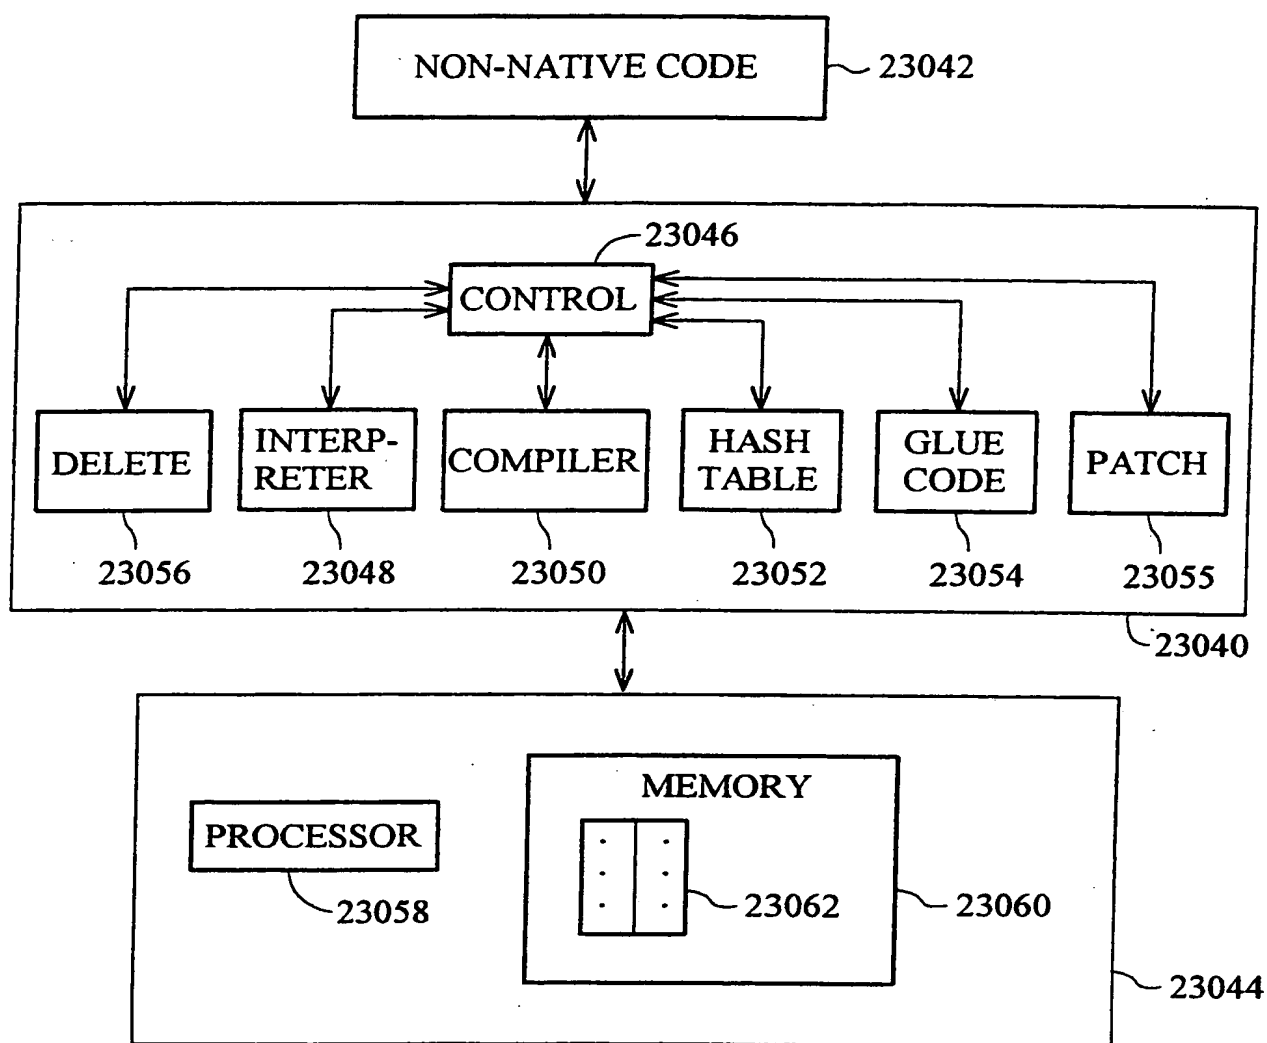 NON-NATIVE CODE
23042
23046
CONTROL
DELETE
INTERP-
RETER
COMPILER
HASH
TABLE
GLUE
CODE
PATCH
23056
23048
23050
23052
23054
23055
23040
MEMORY
PROCESSOR
23058
23062
23060
23044